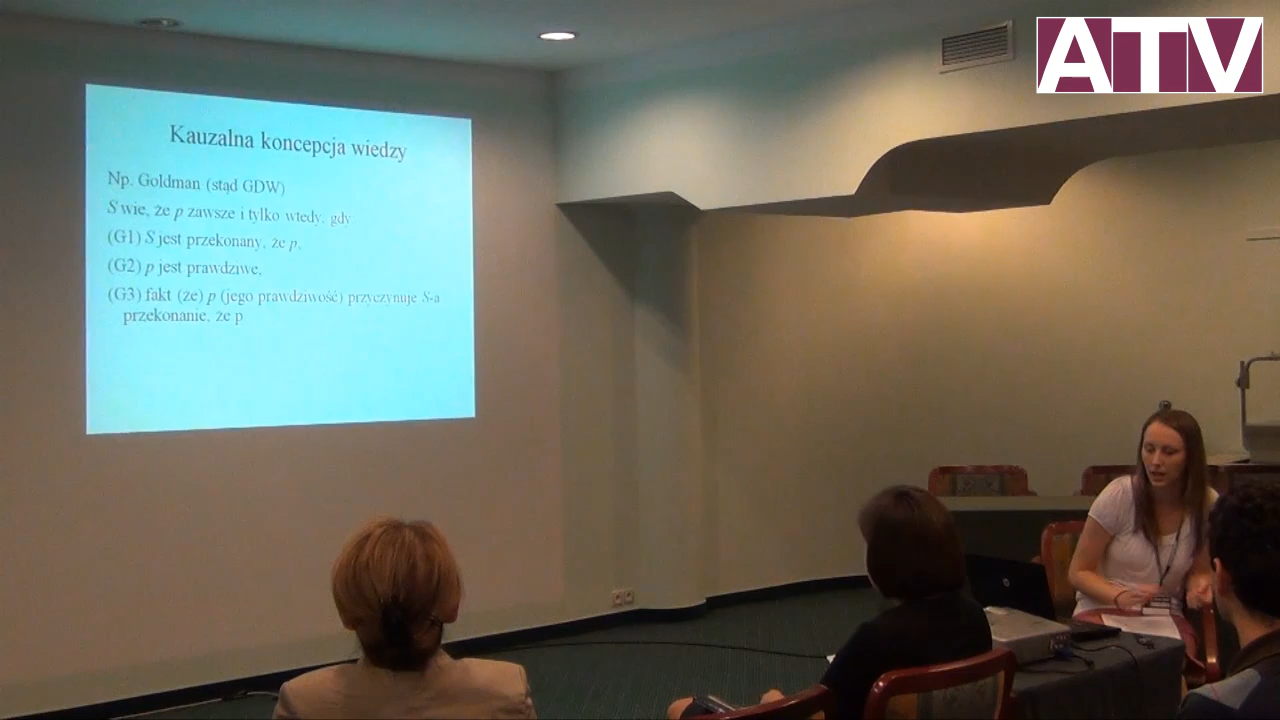 ATV
Kauzalna koncepcja wiedzy
Np. Goldman (stąd GDW)
S wie, że p zawsze i tylko wtedy, gdy
(G1) S jest przekonany, że p,
(G2) p jest prawdziwe,
(G3) fakt (że) p (jego prawdziwość) przyczynuje S-a
przekonanie, że p